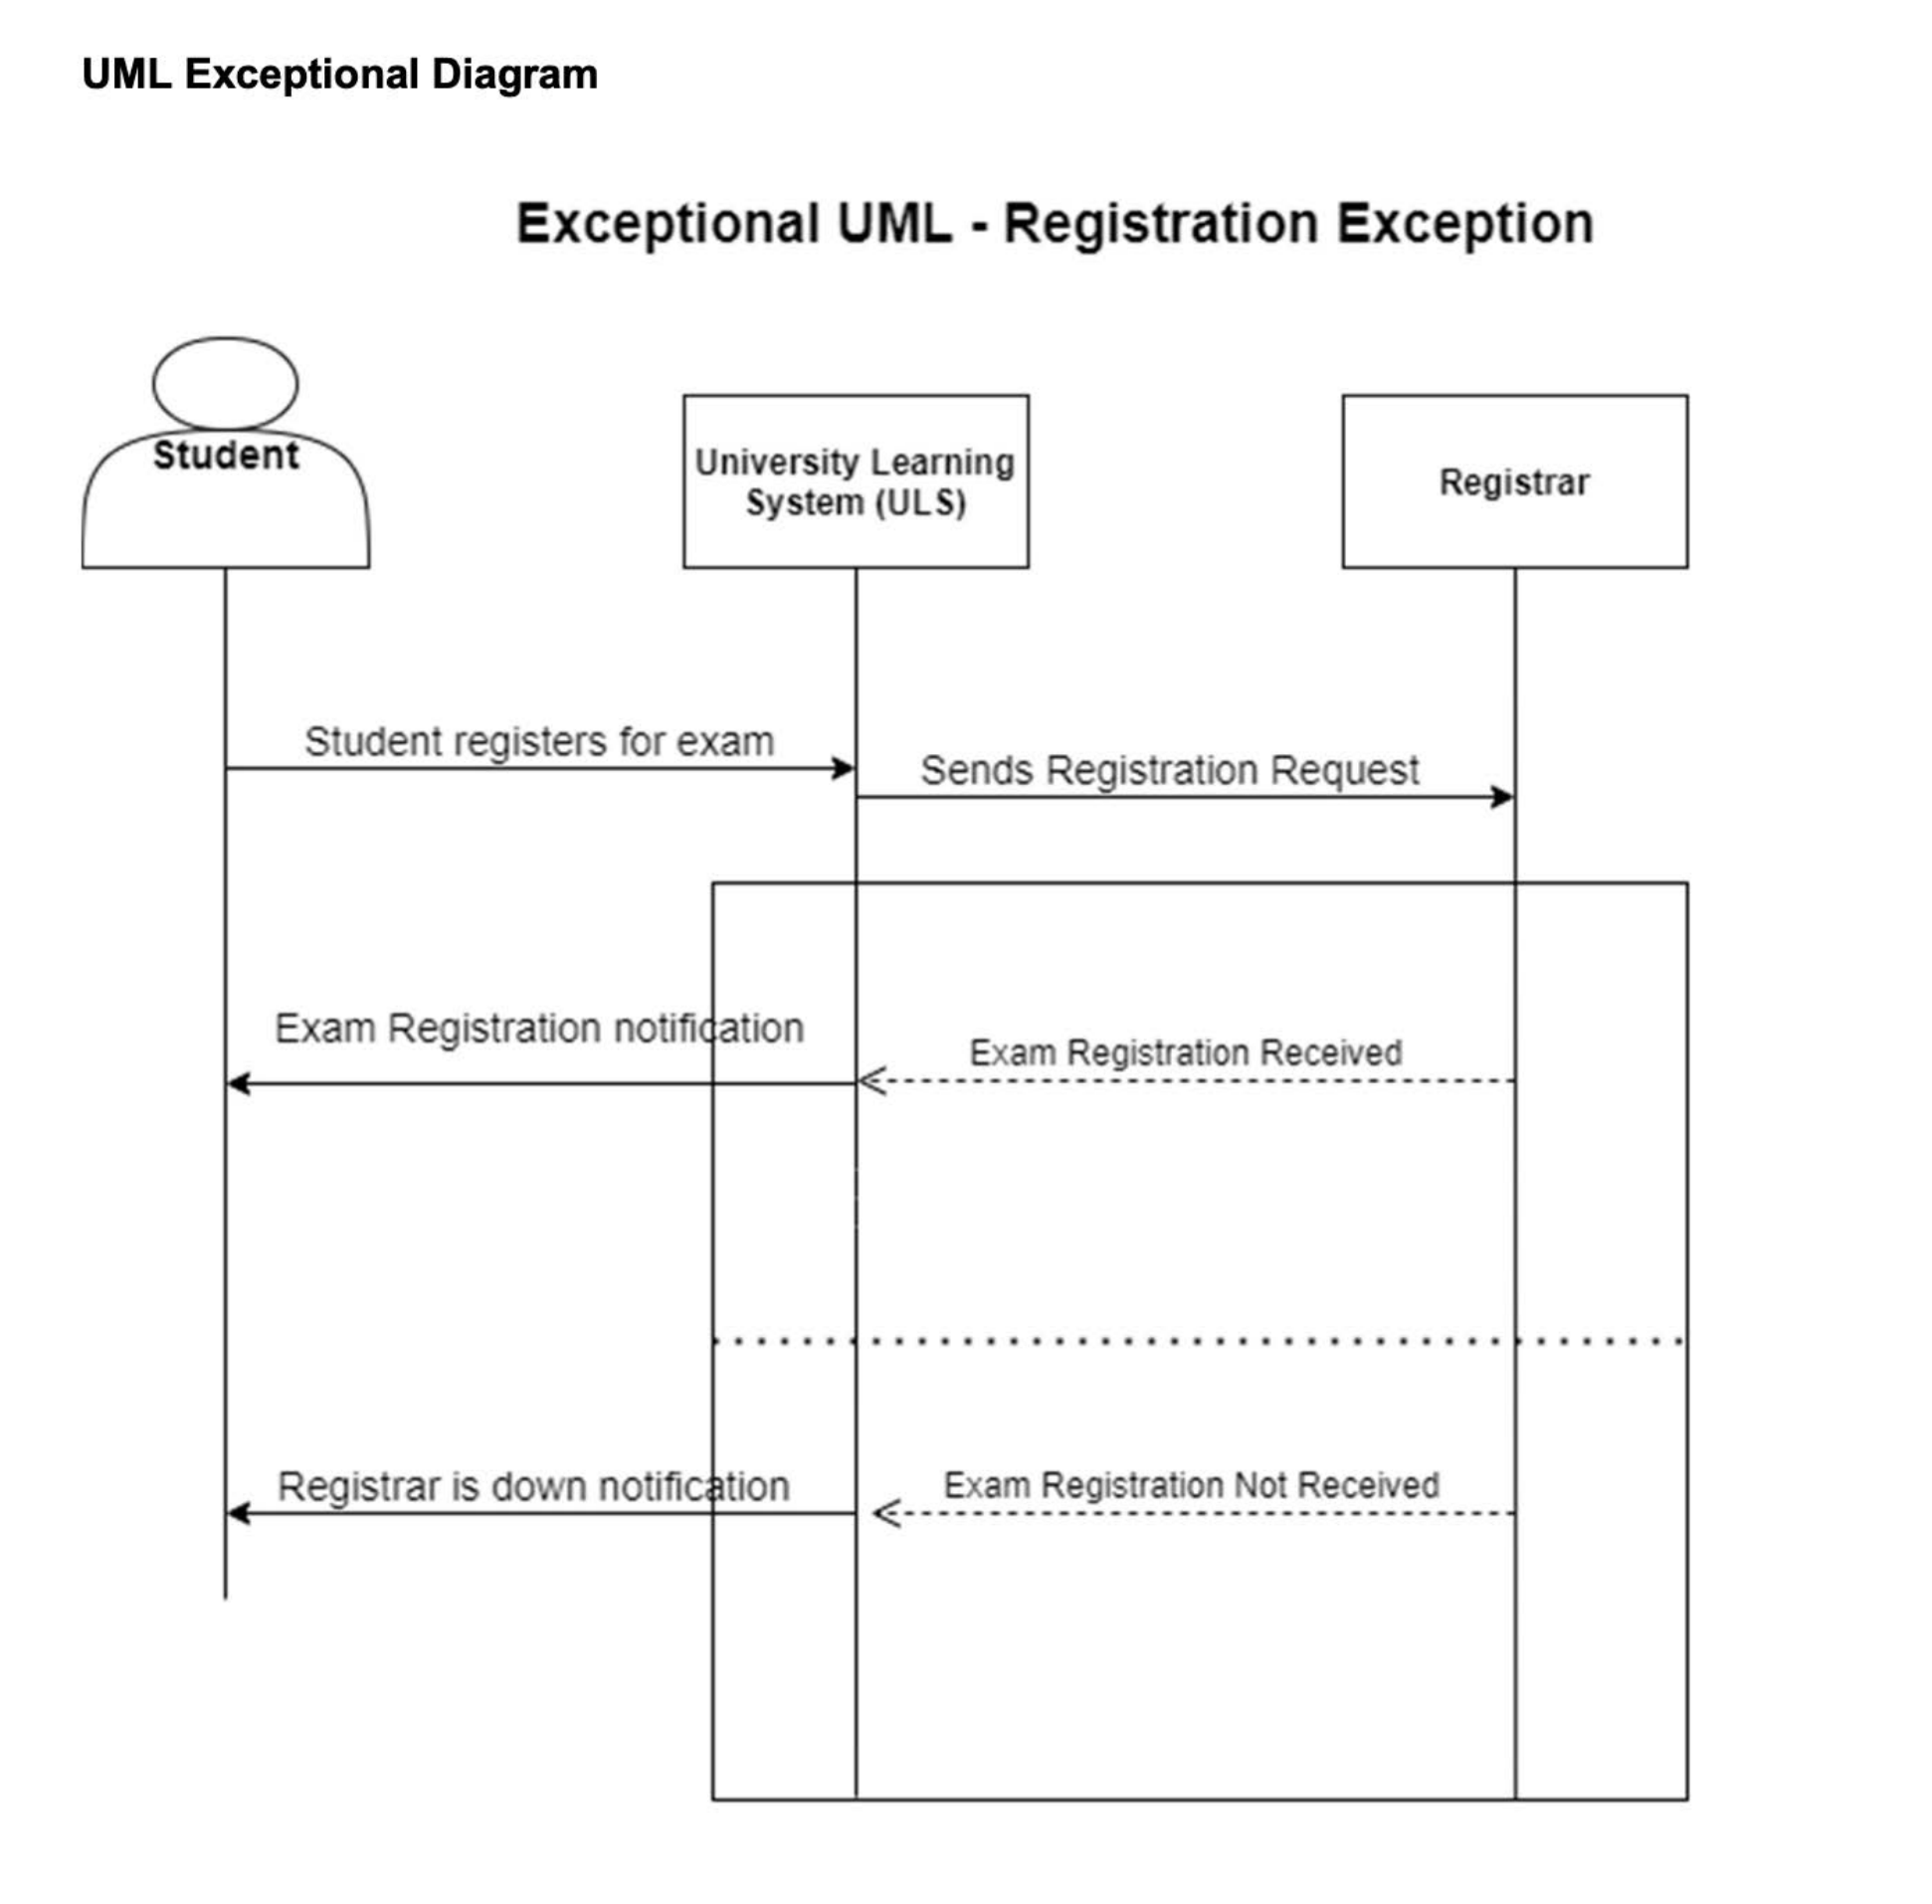 UML Exceptional Diagram
Exceptional UML - Registration Exception
Student
University Learning
System (ULS)
Registrar
Student registers for exam
Sends Registration Request
Exam Registration notification
Exam Registration Received
Registrar is down notification
Exam Registration Not Received